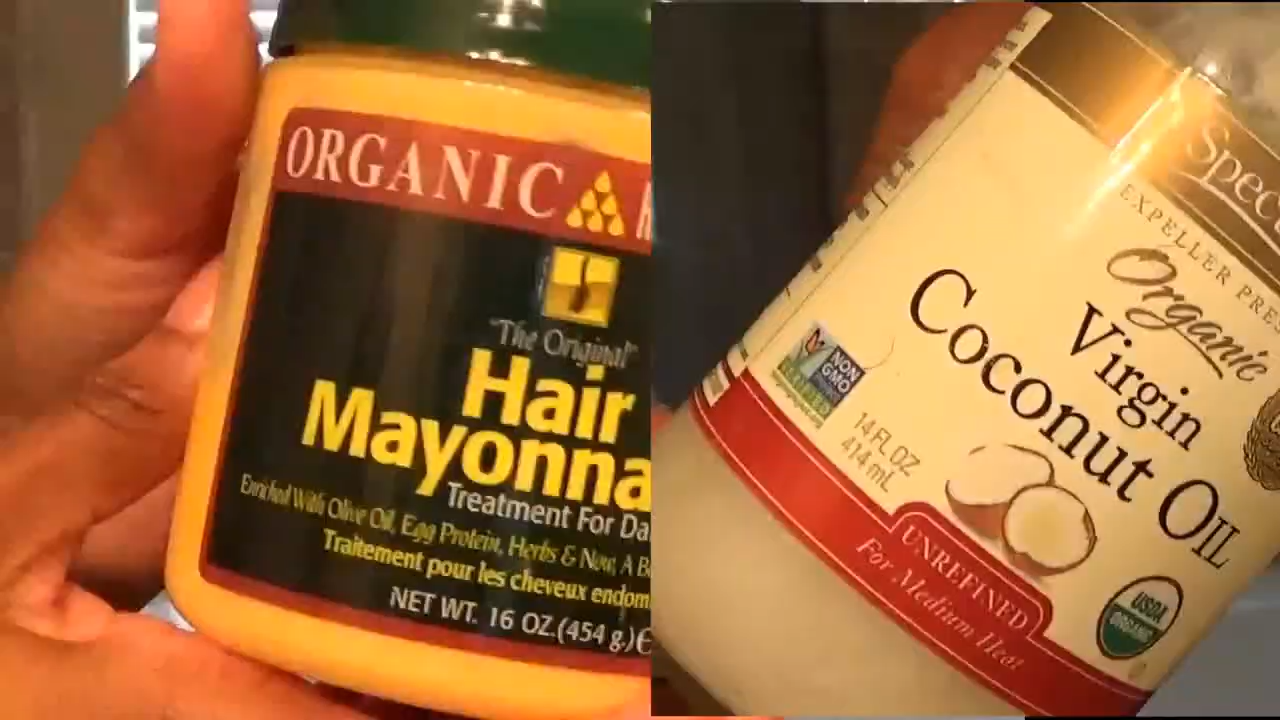 ORGANIC
"The Original"
Hair
Mayonna
Treatment For Da
Enriched With Olive Oil, Egg Protein, Herbs & Now, A B
Traitement pour les cheveux endom
NET WT. 16 OZ.(454 g.)
Spec
EXPELLER PRE
Organic
Virgin
Coconut Oil
NON
GMO
14 FL OZ
414 mL
UNREFINED
For Medium Heat
USDA
ORGANIC